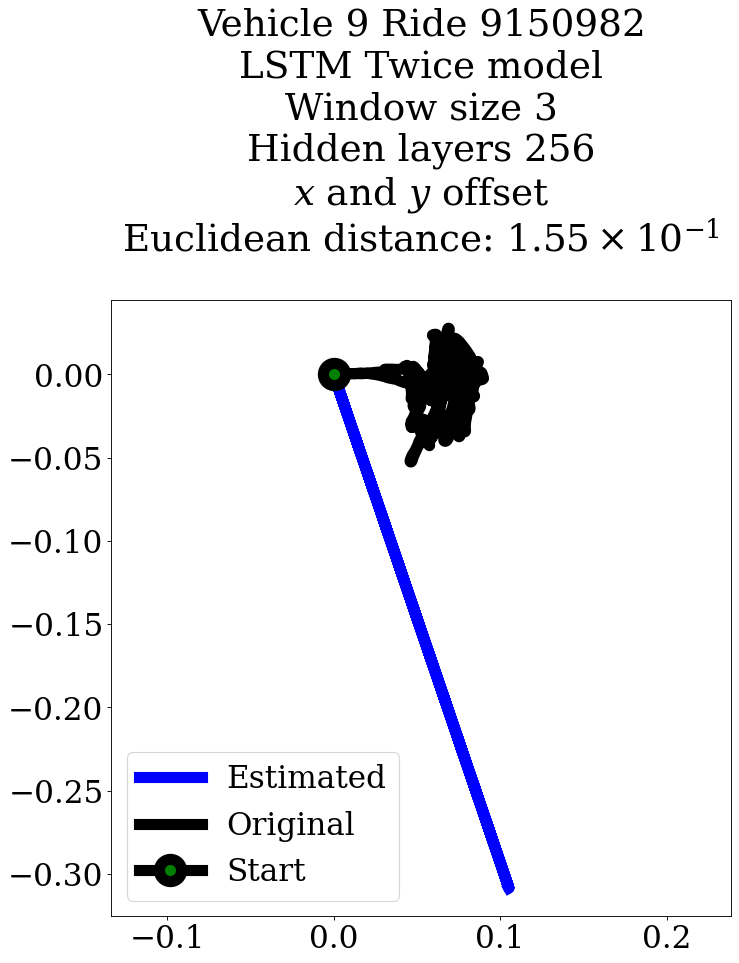 Vehicle 9 Ride 9150982
LSTM Twice model
Window size 3
Hidden layers 256
x and y offset
Euclidean distance: 1.55 × 10⁻¹
0.00
−0.05
−0.10
−0.15
−0.20
−0.25
−0.30
Estimated
Original
Start
−0.1 0.0 0.1 0.2